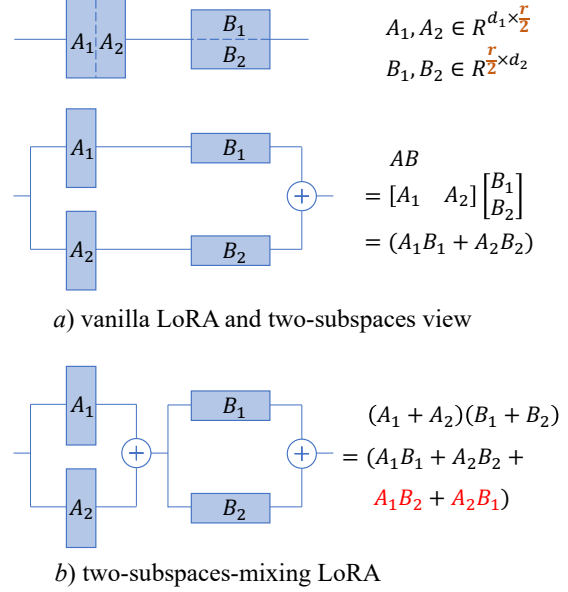 A₁ A₂ B₁ A₁, A₂ ∈ R^{d₁×r/2}
B₂ B₁, B₂ ∈ R^{r/2×d₂}
A₁ B₁ AB
+ = [A₁ A₂] [B₁ B₂]
A₂ B₂ = (A₁B₁ + A₂B₂)
a) vanilla LoRA and two-subspaces view
A₁ B₁ (A₁ + A₂)(B₁ + B₂)
+ + = (A₁B₁ + A₂B₂ +
A₂ B₂ A₁B₂ + A₂B₁)
b) two-subspaces-mixing LoRA